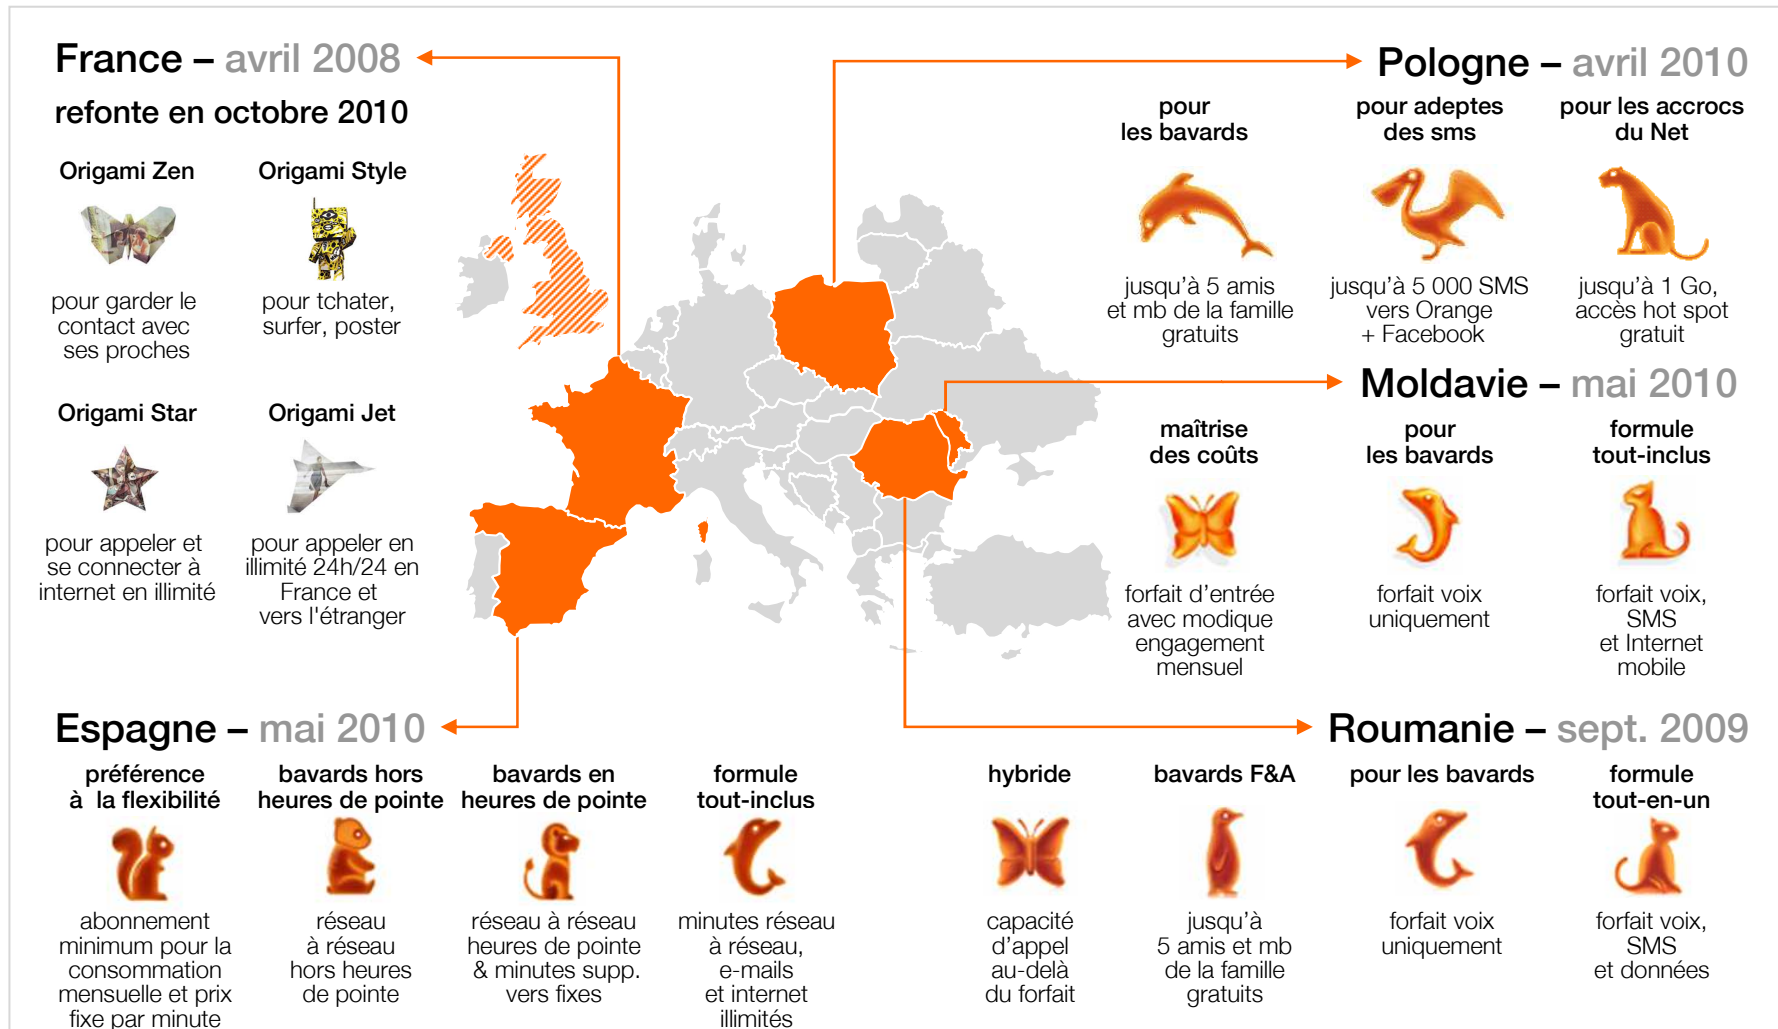 France – avril 2008
refonte en octobre 2010
Origami Zen
pour garder le
contact avec
ses proches
Origami Style
pour tchater,
surfer, poster
Origami Star
pour appeler et
se connecter à
internet en illimité
Origami Jet
pour appeler en
illimité 24h/24 en
France et
vers l'étranger
Pologne – avril 2010
pour
les bavards
jusqu'à 5 amis
et mb de la famille
gratuits
pour adeptes
des sms
jusqu'à 5 000 SMS
vers Orange
+ Facebook
pour les accrocs
du Net
jusqu'à 1 Go,
accès hot spot
gratuit
Moldavie – mai 2010
maîtrise
des coûts
forfait d'entrée
avec modique
engagement
mensuel
pour
les bavards
forfait voix
uniquement
formule
tout-inclus
forfait voix,
SMS
et Internet
mobile
Espagne – mai 2010
préférence
à la flexibilité
abonnement
minimum pour la
consommation
mensuelle et prix
fixe par minute
bavards hors
heures de pointe
réseau
à réseau
hors heures
de pointe
bavards en
heures de pointe
réseau à réseau
heures de pointe
& minutes supp.
vers fixes
formule
tout-inclus
minutes réseau
à réseau,
e-mails
et internet
illimités
Roumanie – sept. 2009
hybride
capacité
d'appel
au-delà
du forfait
bavards F&A
jusqu'à
5 amis et mb
de la famille
gratuits
pour les bavards
forfait voix
uniquement
formule
tout-en-un
forfait voix,
SMS
et données